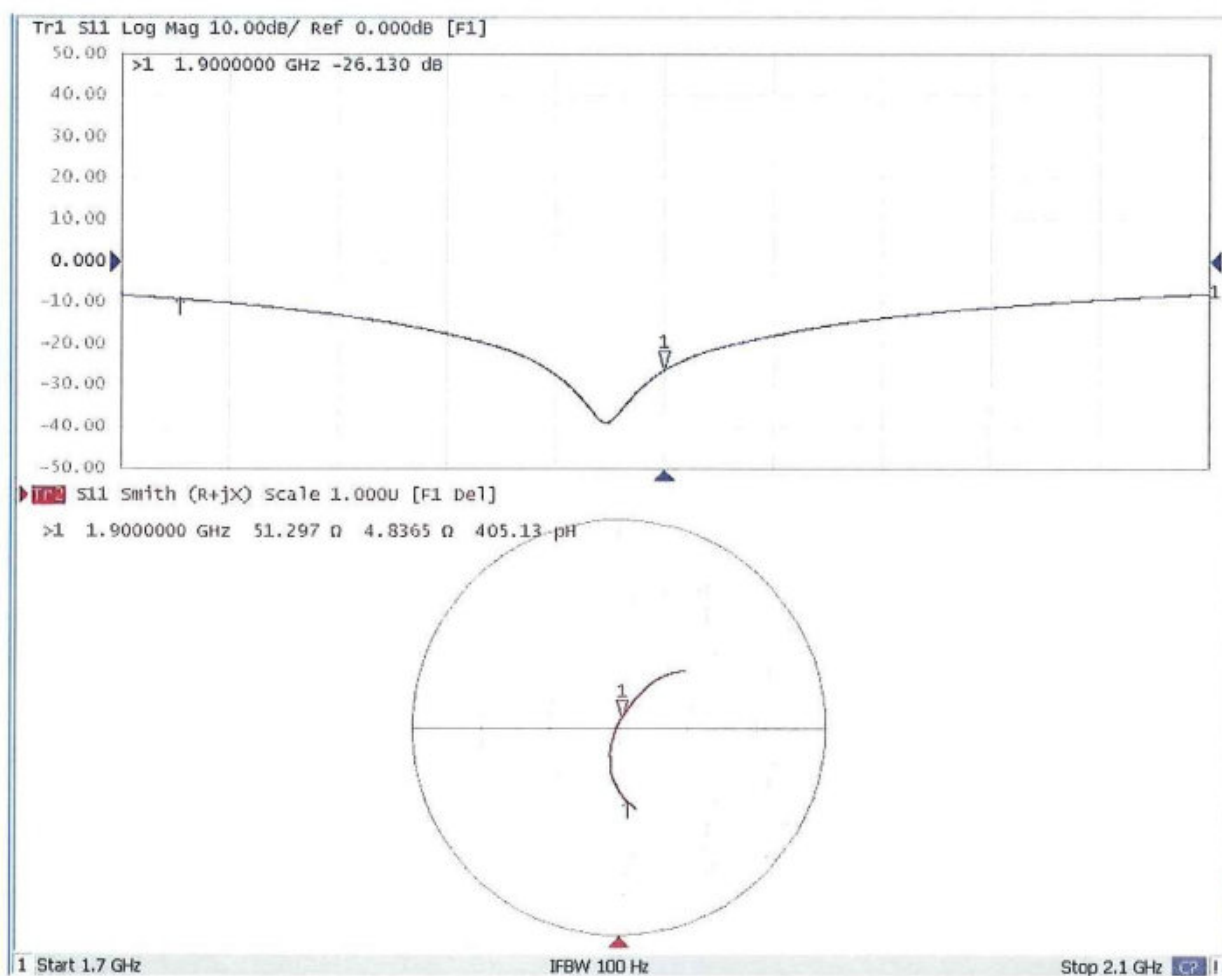 Tr1 S11 Log Mag 10.00dB/ Ref 0.000dB [F1]
50.00
>1 1.9000000 GHz -26.130 dB
40.00
30.00
20.00
10.00
0.000
-10.00
1
-20.00
1
-30.00
-40.00
-50.00
Tr2 S11 Smith (R+jX) Scale 1.000U [F1 Del]
>1 1.9000000 GHz 51.297 Ω 4.8365 Ω 405.13 pH
1
1 Start 1.7 GHz
IFBW 100 Hz
Stop 2.1 GHz